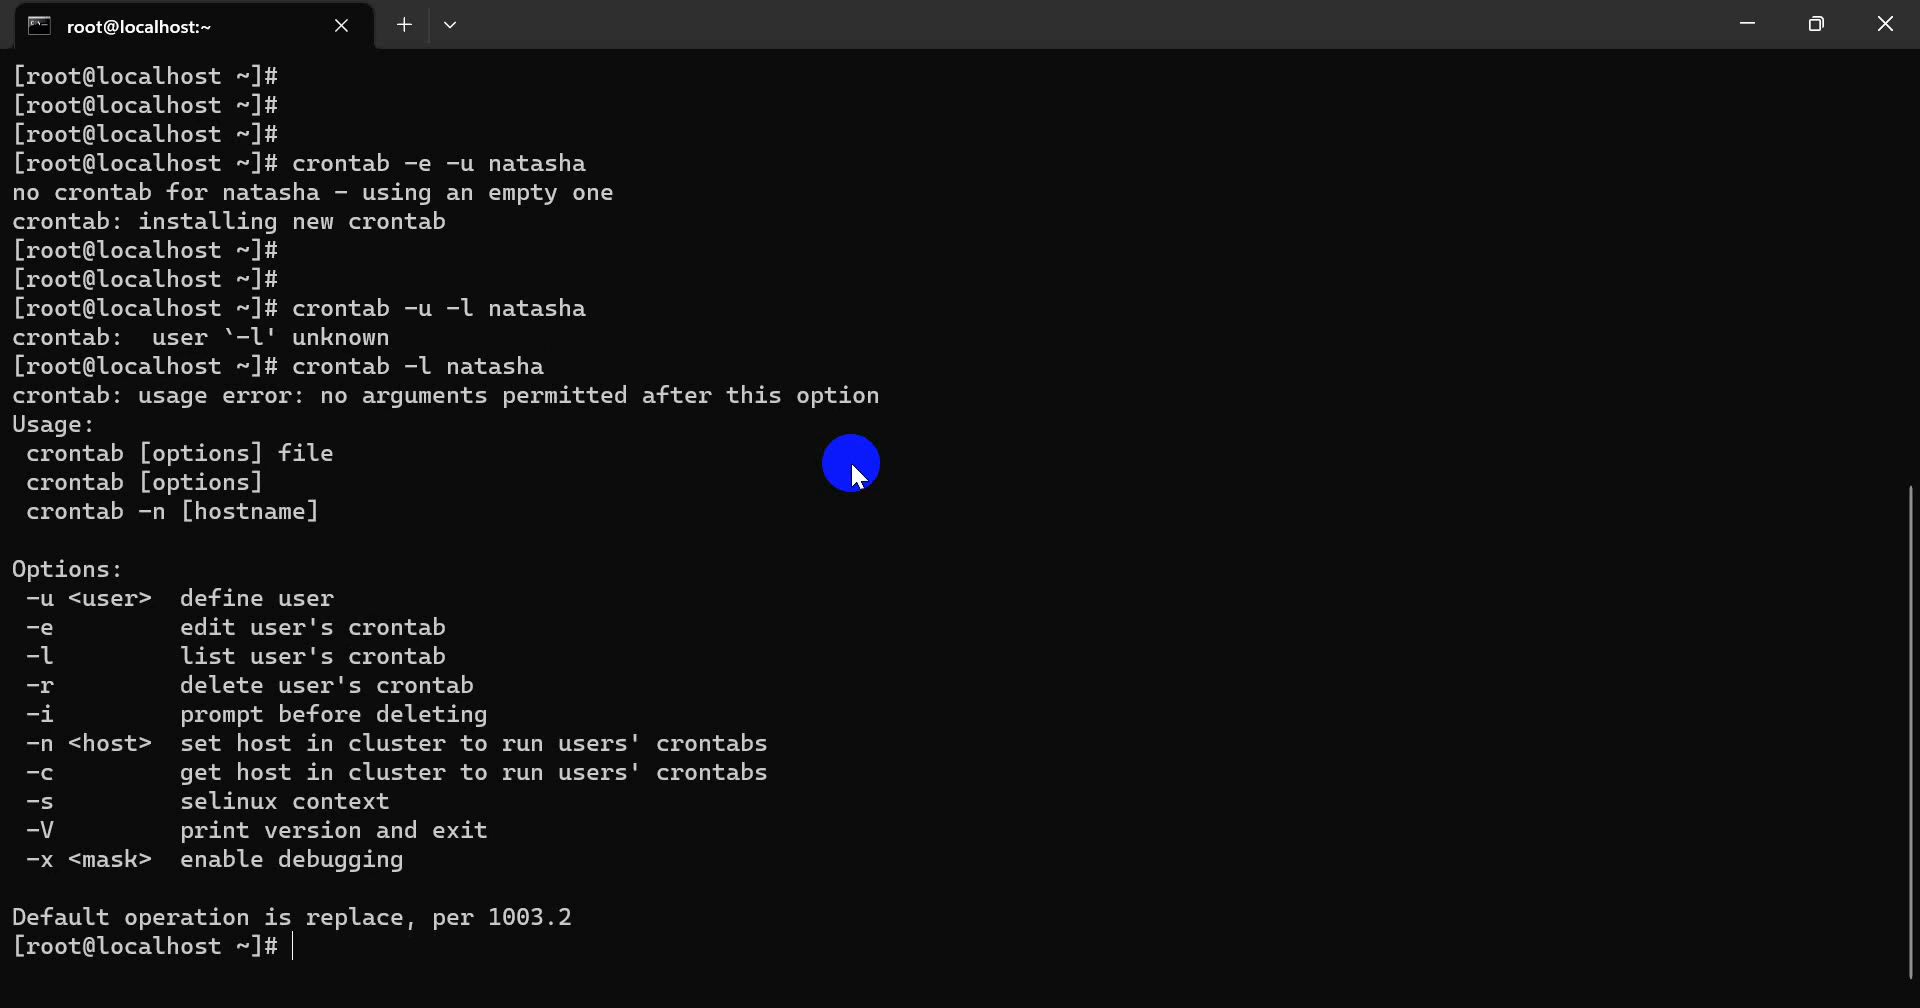 root@localhost:~
[root@localhost ~]#
[root@localhost ~]#
[root@localhost ~]#
[root@localhost ~]# crontab -e -u natasha
no crontab for natasha - using an empty one
crontab: installing new crontab
[root@localhost ~]#
[root@localhost ~]#
[root@localhost ~]# crontab -u -l natasha
crontab:  user `-l' unknown
[root@localhost ~]# crontab -l natasha
crontab: usage error: no arguments permitted after this option
Usage:
 crontab [options] file
 crontab [options]
 crontab -n [hostname]

Options:
 -u <user>  define user
 -e         edit user's crontab
 -l         list user's crontab
 -r         delete user's crontab
 -i         prompt before deleting
 -n <host>  set host in cluster to run users' crontabs
 -c         get host in cluster to run users' crontabs
 -s         selinux context
 -V         print version and exit
 -x <mask>  enable debugging

Default operation is replace, per 1003.2
[root@localhost ~]#